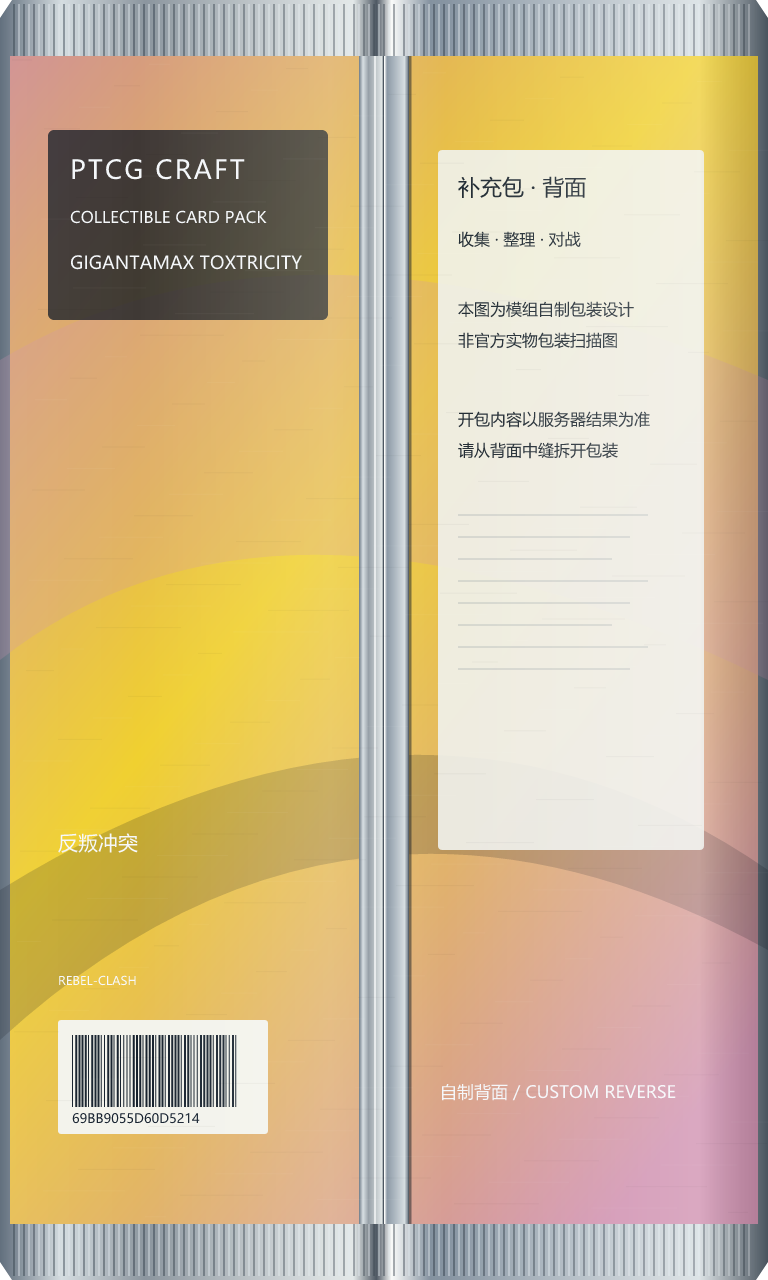 PTCG CRAFT
COLLECTIBLE CARD PACK
GIGANTAMAX TOXTRICITY
反叛冲突
REBEL-CLASH
69BB9055D60D5214
补充包 · 背面
收集 · 整理 · 对战
本图为模组自制包装设计
非官方实物包装扫描图
开包内容以服务器结果为准
请从背面中缝拆开包装
自制背面 / CUSTOM REVERSE